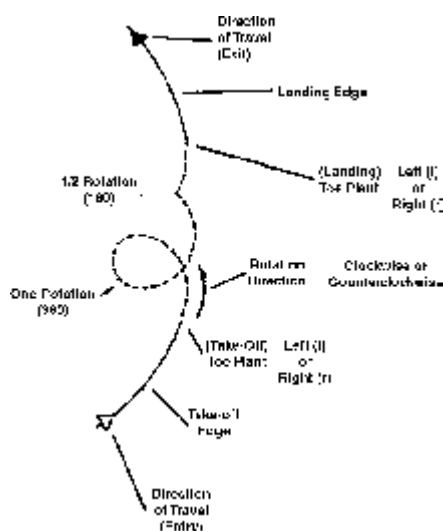 Direction
of Travel
(Exit)
Landing Edge
(Landing) Left (l)
Toe Plant or
Right (r)
1/2 Rotation
(180)
Rotation Clockwise or
Direction Counterclockwise
One Rotation
(360)
(Take-Off) Left (l)
Toe Plant or
Right (r)
Take-off
Edge
Direction
of Travel
(Entry)